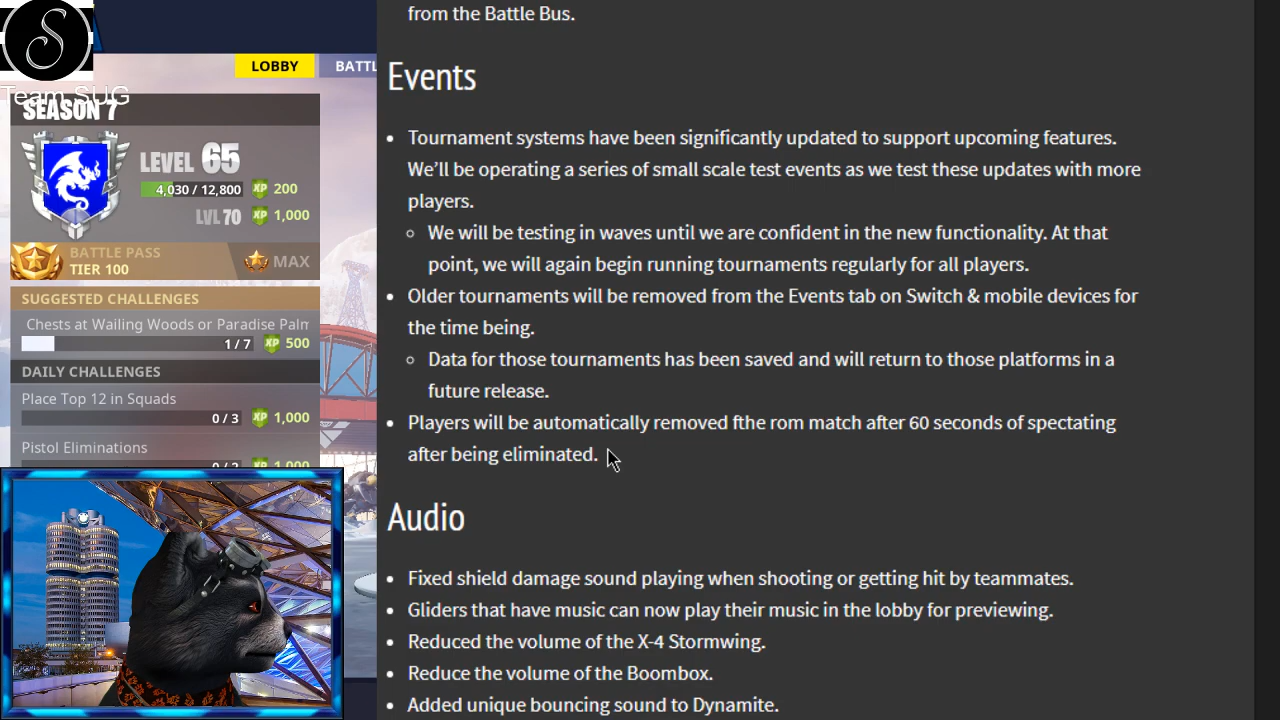 S
Team SUG
LOBBY
BATTL
SEASON 7
LEVEL 65
4,030 / 12,800 XP 200
LVL 70 XP 1,000
BATTLE PASS
TIER 100
MAX
SUGGESTED CHALLENGES
Chests at Wailing Woods or Paradise Palm
1 / 7 XP 500
DAILY CHALLENGES
Place Top 12 in Squads
0 / 3 XP 1,000
Pistol Eliminations
XP 1,000
from the Battle Bus.
Events
• Tournament systems have been significantly updated to support upcoming features.
We’ll be operating a series of small scale test events as we test these updates with more
players.
◦ We will be testing in waves until we are confident in the new functionality. At that
point, we will again begin running tournaments regularly for all players.
• Older tournaments will be removed from the Events tab on Switch & mobile devices for
the time being.
◦ Data for those tournaments has been saved and will return to those platforms in a
future release.
• Players will be automatically removed fthe rom match after 60 seconds of spectating
after being eliminated.
Audio
• Fixed shield damage sound playing when shooting or getting hit by teammates.
• Gliders that have music can now play their music in the lobby for previewing.
• Reduced the volume of the X-4 Stormwing.
• Reduce the volume of the Boombox.
• Added unique bouncing sound to Dynamite.